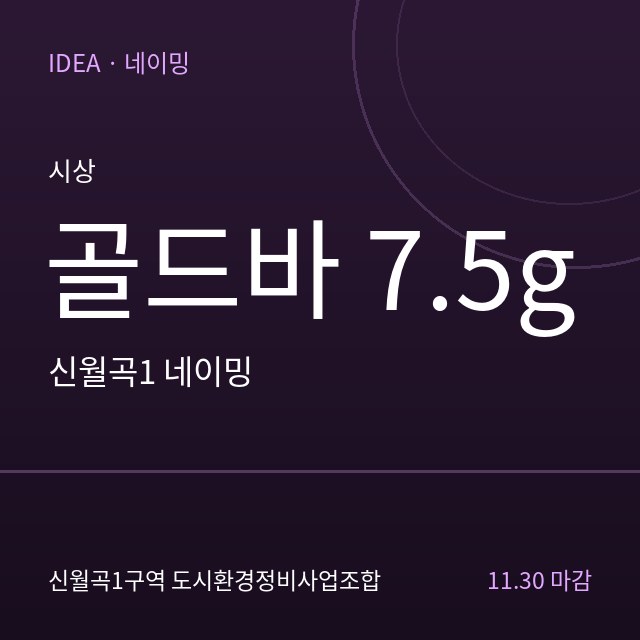 IDEA · 네이밍
시상
골드바 7.5g
신월곡1 네이밍
신월곡1구역 도시환경정비사업조합
11.30 마감